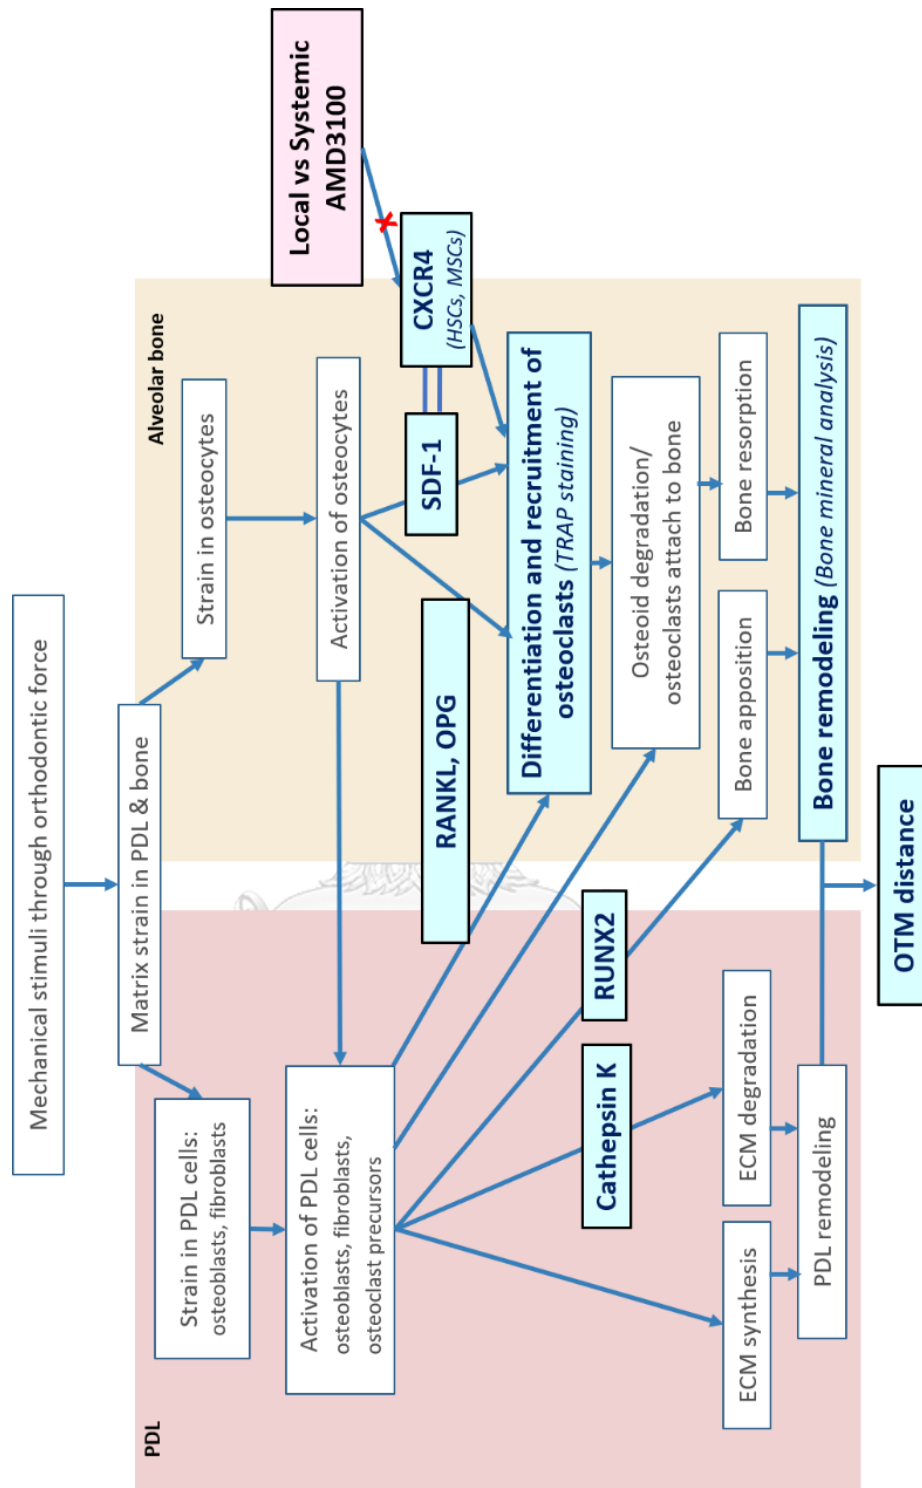 Mechanical stimuli through orthodontic force
Matrix strain in PDL & bone
PDL
Alveolar bone
Strain in PDL cells:
osteoblasts, fibroblasts
Strain in osteocytes
Activation of PDL cells:
osteoblasts, fibroblasts,
osteoclast precursors
Activation of osteocytes
Local vs Systemic
AMD3100
RANKL, OPG
SDF-1
CXCR4
(HSCs, MSCs)
Differentiation and recruitment of
osteoclasts (TRAP staining)
Cathepsin K
RUNX2
Osteoid degradation/
osteoclasts attach to bone
ECM synthesis
ECM degradation
Bone apposition
Bone resorption
PDL remodeling
Bone remodeling (Bone mineral analysis)
OTM distance